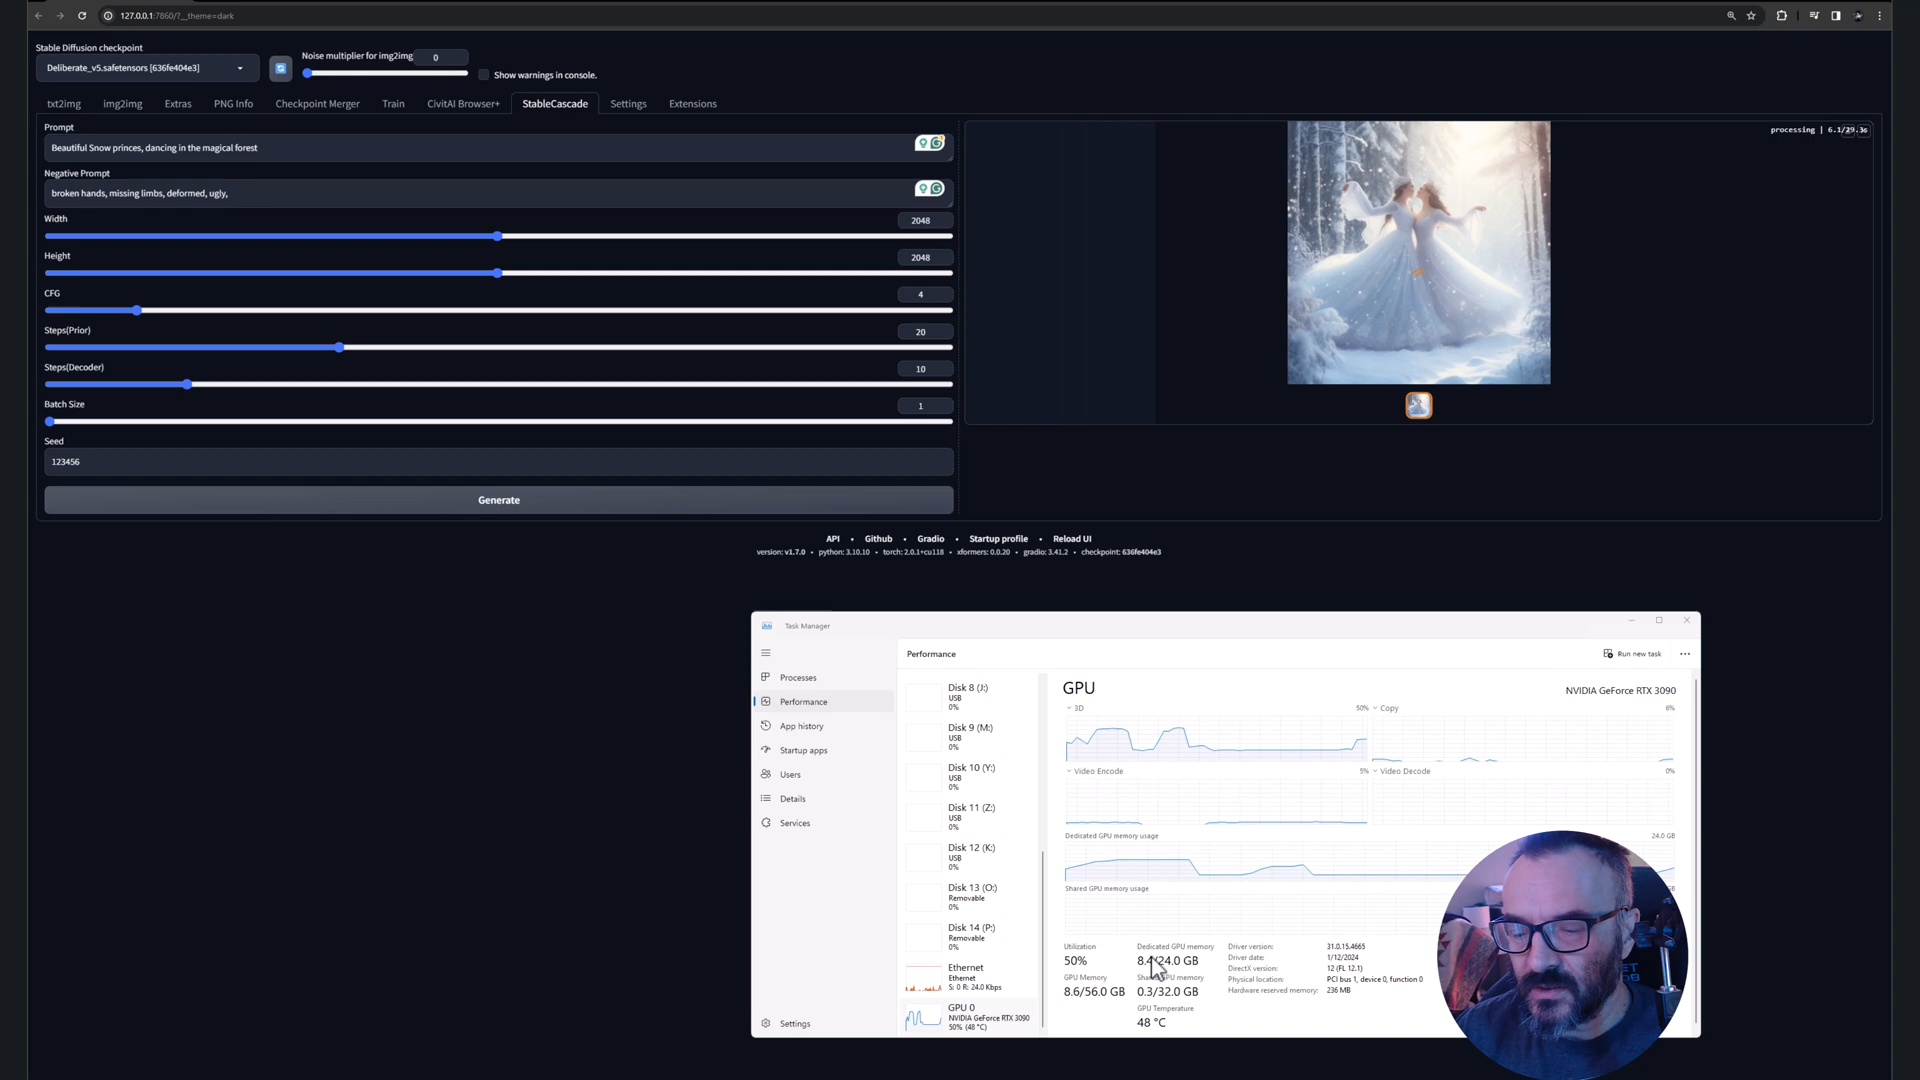 127.0.0.1:7860/?__theme=dark
Stable Diffusion checkpoint
Deliberate_v5.safetensors [636fe404e3]
Noise multiplier for img2img
0
Show warnings in console.
txt2img
img2img
Extras
PNG Info
Checkpoint Merger
Train
CivitAI Browser+
StableCascade
Settings
Extensions
Prompt
Beautiful Snow princes, dancing in the magical forest
Negative Prompt
broken hands, missing limbs, deformed, ugly,
Width
2048
Height
2048
CFG
4
Steps(Prior)
20
Steps(Decoder)
10
Batch Size
1
Seed
123456
Generate
processing | 6.1/29.3s
API • Github • Gradio • Startup profile • Reload UI
version: v1.7.0 • python: 3.10.10 • torch: 2.0.1+cu118 • xformers: 0.0.20 • gradio: 3.41.2 • checkpoint: 636fe404e3
Task Manager
Performance
Run new task
Processes
Performance
App history
Startup apps
Users
Details
Services
Settings
Disk 8 (J:)
USB
0%
Disk 9 (M:)
USB
0%
Disk 10 (Y:)
USB
0%
Disk 11 (Z:)
USB
0%
Disk 12 (K:)
USB
0%
Disk 13 (O:)
Removable
0%
Disk 14 (P:)
Removable
0%
Ethernet
Ethernet
S: 0 R: 24.0 Kbps
GPU 0
NVIDIA GeForce RTX 3090
50% (48 °C)
GPU
NVIDIA GeForce RTX 3090
3D
50%
Copy
6%
Video Encode
5%
Video Decode
0%
Dedicated GPU memory usage
24.0 GB
Shared GPU memory usage
Utilization
50%
Dedicated GPU memory
8.4/24.0 GB
GPU Memory
8.6/56.0 GB
Shared GPU memory
0.3/32.0 GB
GPU Temperature
48 °C
Driver version: 31.0.15.4665
Driver date: 1/12/2024
DirectX version: 12 (FL 12.1)
Physical location: PCI bus 1, device 0, function 0
Hardware reserved memory: 236 MB